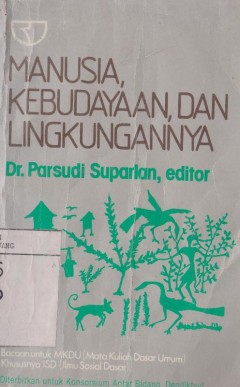 MANUSIA,
KEBUDAYAAN, DAN
LINGKUNGANNYA
Dr. Parsudi Suparlan, editor
Bacaan untuk MKDU (Mata Kuliah Dasar Umum)
Khususnya ISD (Ilmu Sosial Dasar)
Diterbitkan untuk Konsorsium Antar Bidang